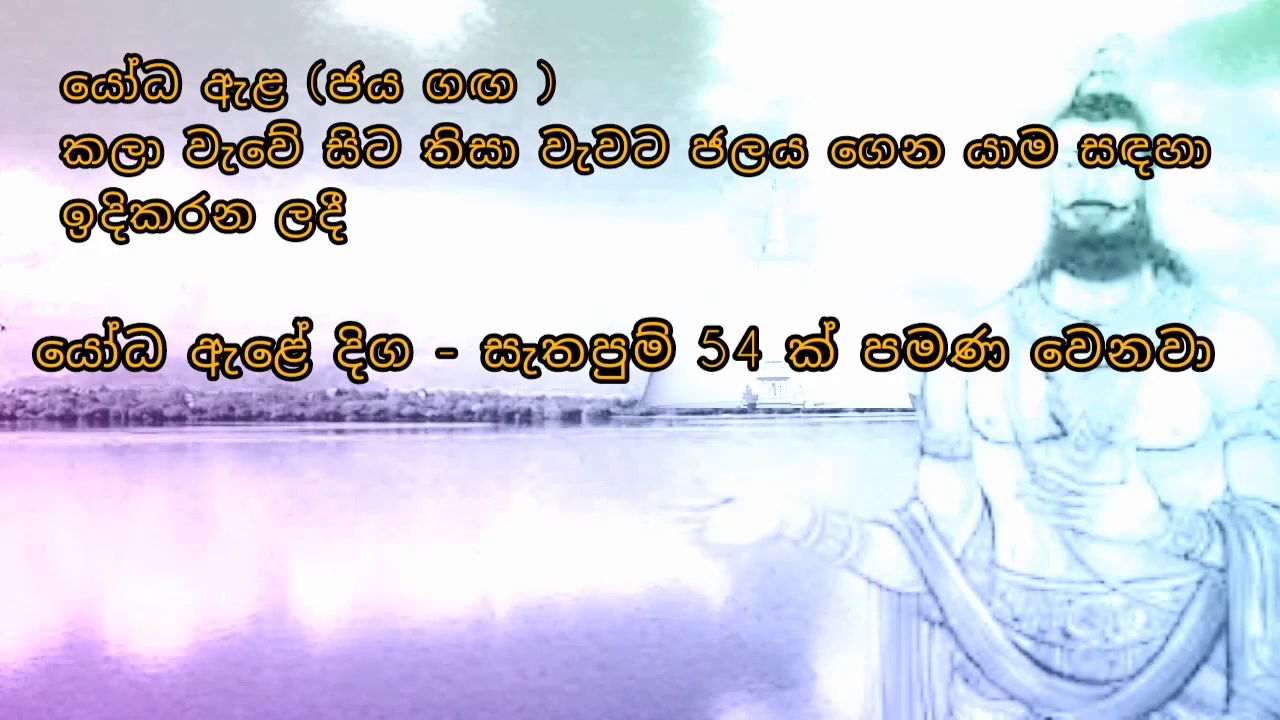 යෝධ ඇළ (ජය ගඟ )
කලා වැවේ සිට තිසා වැවට ජලය ගෙන යාම සඳහා
ඉදිකරන ලදී
යෝධ ඇළේ දිග - සැතපුම් 54 ක් පමණ වෙනවා